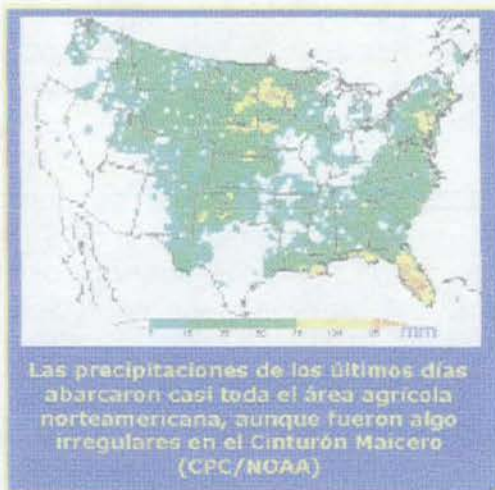 mm
Las precipitaciones de los últimos días
abarcaron casi toda el área agrícola
norteamericana, aunque fueron algo
irregulares en el Cinturón Maicero
(CPC/NOAA)